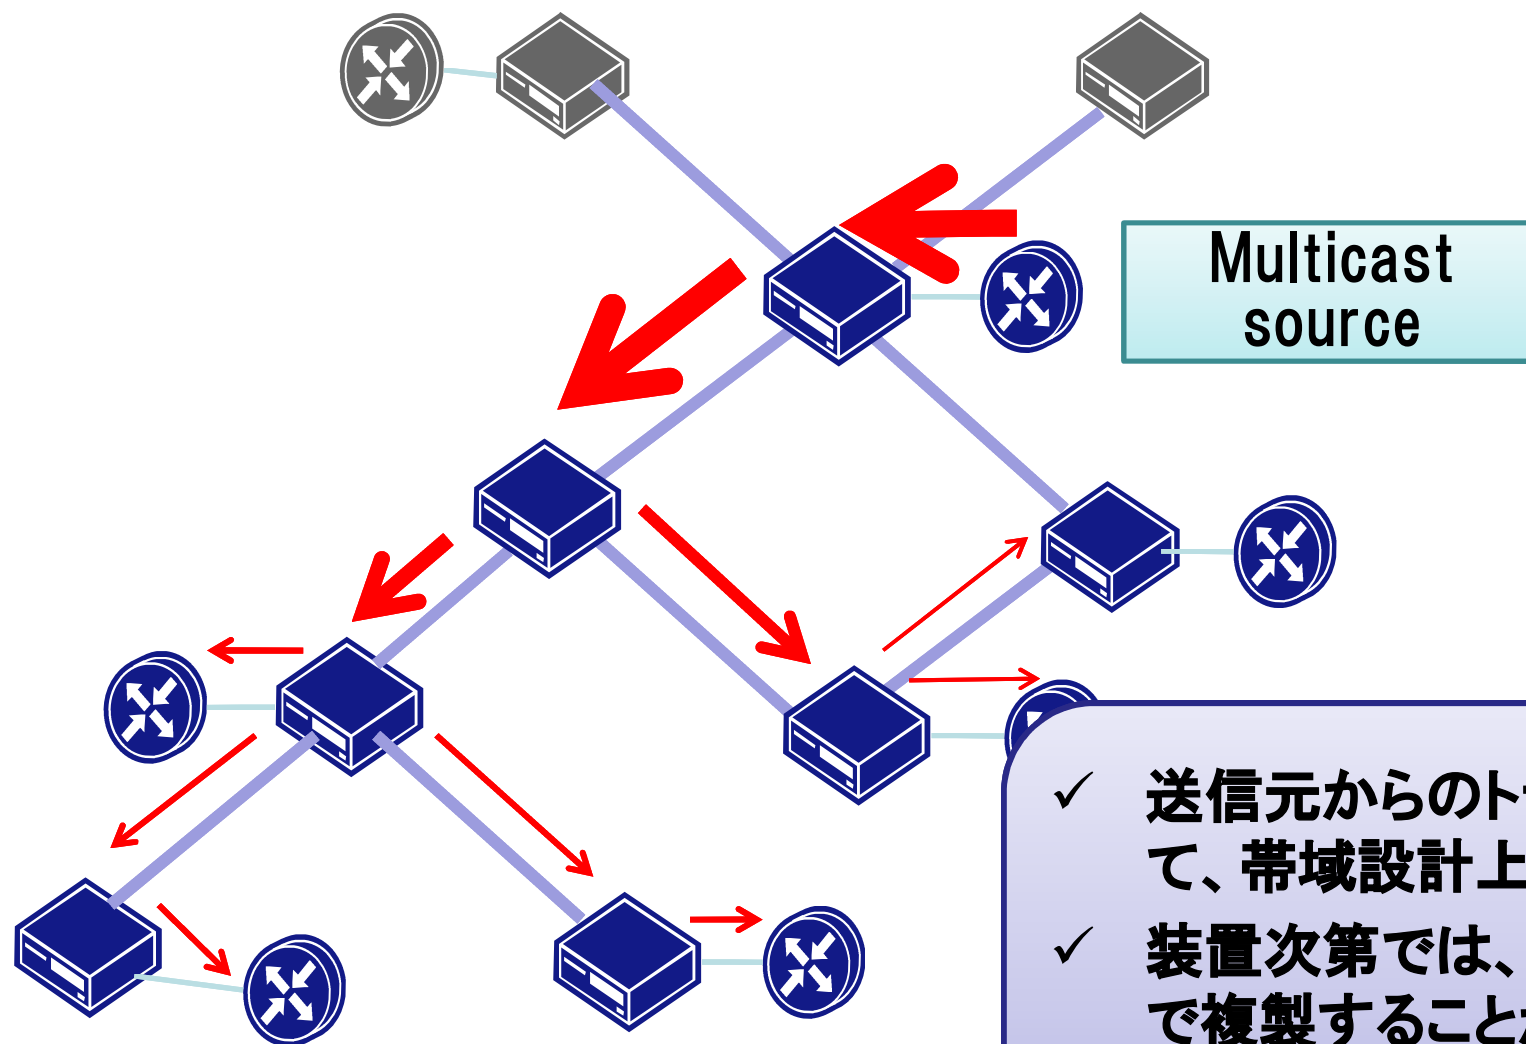 Multicast
source
✓ 送信元からのト
て、帯域設計上
✓ 装置次第では、
で複製すること